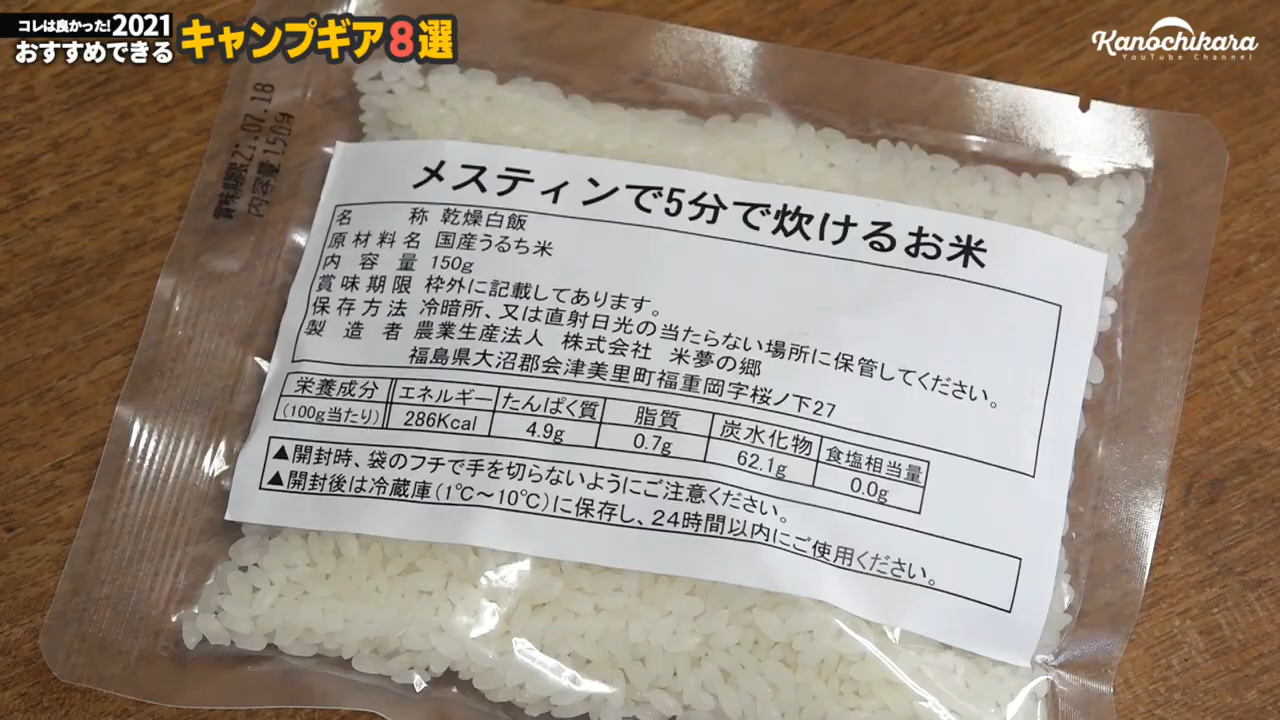 コレは良かった!2021
おすすめできる キャンプギア8選
Kanochikara
YouTube Channel
賞味期限21.07.18
内容量150g
メスティンで5分で炊けるお米
名称 乾燥白飯
原材料名 国産うるち米
内容量 150g
賞味期限 枠外に記載してあります。
保存方法 冷暗所、又は直射日光の当たらない場所に保管してください。
製造者 農業生産法人 株式会社 米夢の郷
福島県大沼郡会津美里町福重岡字桜ノ下27
栄養成分 エネルギー たんぱく質 脂質 炭水化物 食塩相当量
(100g当たり) 286Kcal 4.9g 0.7g 62.1g 0.0g
▲開封時、袋のフチで手を切らないようにご注意ください。
▲開封後は冷蔵庫(1℃～10℃)に保存し、24時間以内にご使用ください。